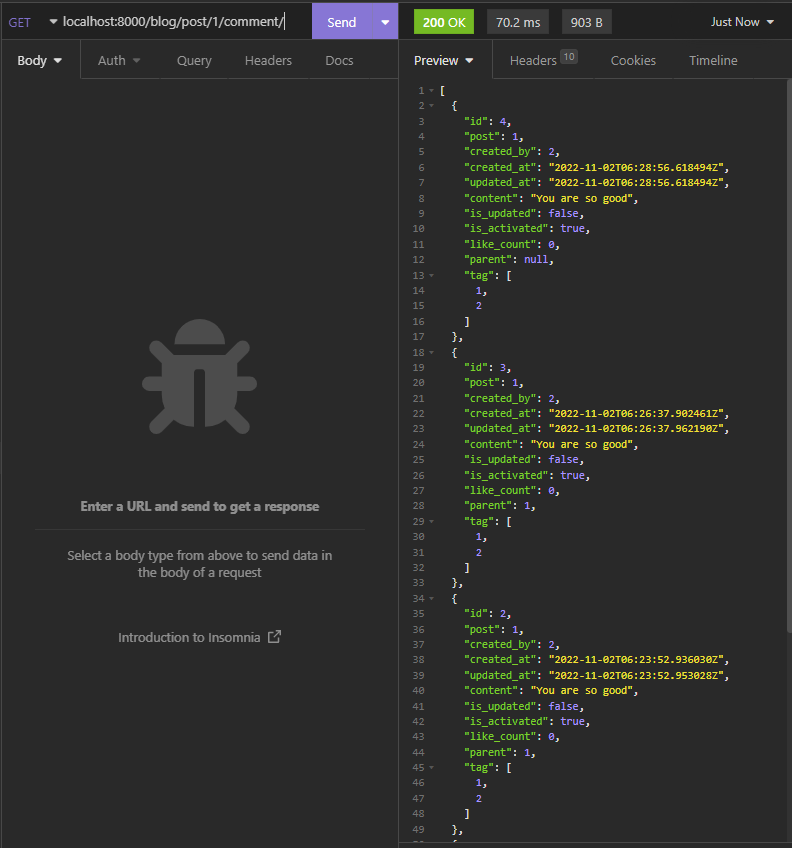 GET localhost:8000/blog/post/1/comment/ Send 200 OK 70.2 ms 903 B Just Now
Body Auth Query Headers Docs Preview Headers 10 Cookies Timeline
Enter a URL and send to get a response
Select a body type from above to send data in
the body of a request
Introduction to Insomnia
1 [
2 {
3 "id": 4,
4 "post": 1,
5 "created_by": 2,
6 "created_at": "2022-11-02T06:28:56.618494Z",
7 "updated_at": "2022-11-02T06:28:56.618494Z",
8 "content": "You are so good",
9 "is_updated": false,
10 "is_activated": true,
11 "like_count": 0,
12 "parent": null,
13 "tag": [
14 1,
15 2
16 ]
17 },
18 {
19 "id": 3,
20 "post": 1,
21 "created_by": 2,
22 "created_at": "2022-11-02T06:26:37.902461Z",
23 "updated_at": "2022-11-02T06:26:37.962190Z",
24 "content": "You are so good",
25 "is_updated": false,
26 "is_activated": true,
27 "like_count": 0,
28 "parent": 1,
29 "tag": [
30 1,
31 2
32 ]
33 },
34 {
35 "id": 2,
36 "post": 1,
37 "created_by": 2,
38 "created_at": "2022-11-02T06:23:52.936030Z",
39 "updated_at": "2022-11-02T06:23:52.953028Z",
40 "content": "You are so good",
41 "is_updated": false,
42 "is_activated": true,
43 "like_count": 0,
44 "parent": 1,
45 "tag": [
46 1,
47 2
48 ]
49 },